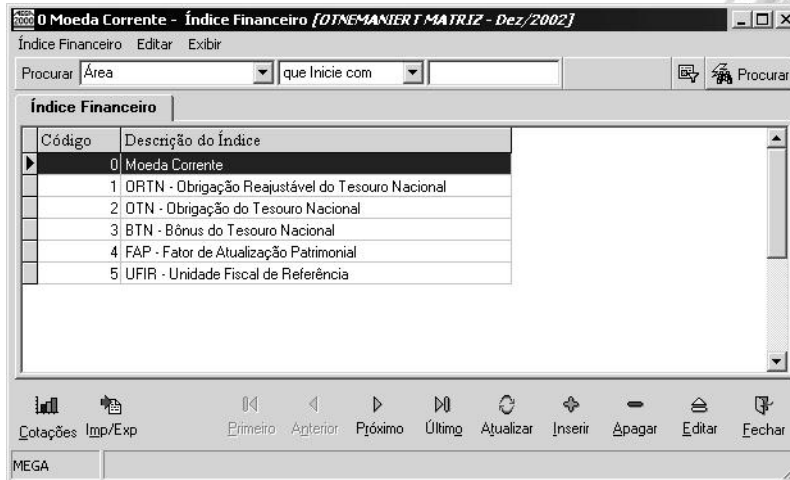 0 Moeda Corrente - Índice Financeiro [OTNEMANIERT MATRIZ - Dez/2002]
Índice Financeiro Editar Exibir
Procurar Área que Inicie com Procurar
Índice Financeiro
Código Descrição do Índice
0 Moeda Corrente
1 ORTN - Obrigação Reajustável do Tesouro Nacional
2 OTN - Obrigação do Tesouro Nacional
3 BTN - Bônus do Tesouro Nacional
4 FAP - Fator de Atualização Patrimonial
5 UFIR - Unidade Fiscal de Referência
Cotações Imp/Exp Primeiro Anterior Próximo Último Atualizar Inserir Apagar Editar Fechar
MEGA